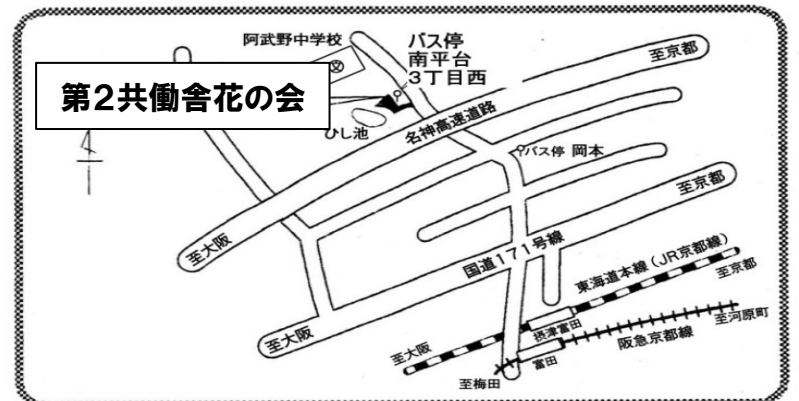 阿武野中学校
バス停
南平台
3丁目西
至京都
第2共働舎花の会
ひし池
名神高速道路
バス停 岡本
至京都
至大阪
国道171号線
東海道本線（JR京都線）
至京都
至大阪
摂津富田
至河原町
阪急京都線
至大阪
富田
至梅田